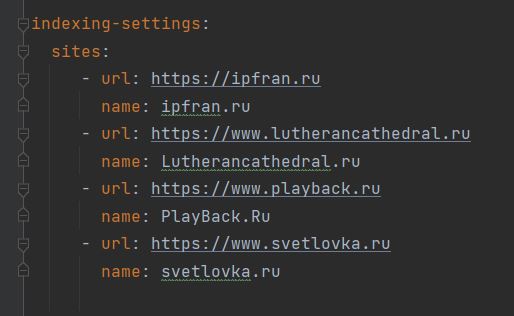 indexing-settings:
sites:
- url: https://ipfran.ru
name: ipfran.ru
- url: https://www.lutherancathedral.ru
name: Lutherancathedral.ru
- url: https://www.playback.ru
name: PlayBack.Ru
- url: https://www.svetlovka.ru
name: svetlovka.ru